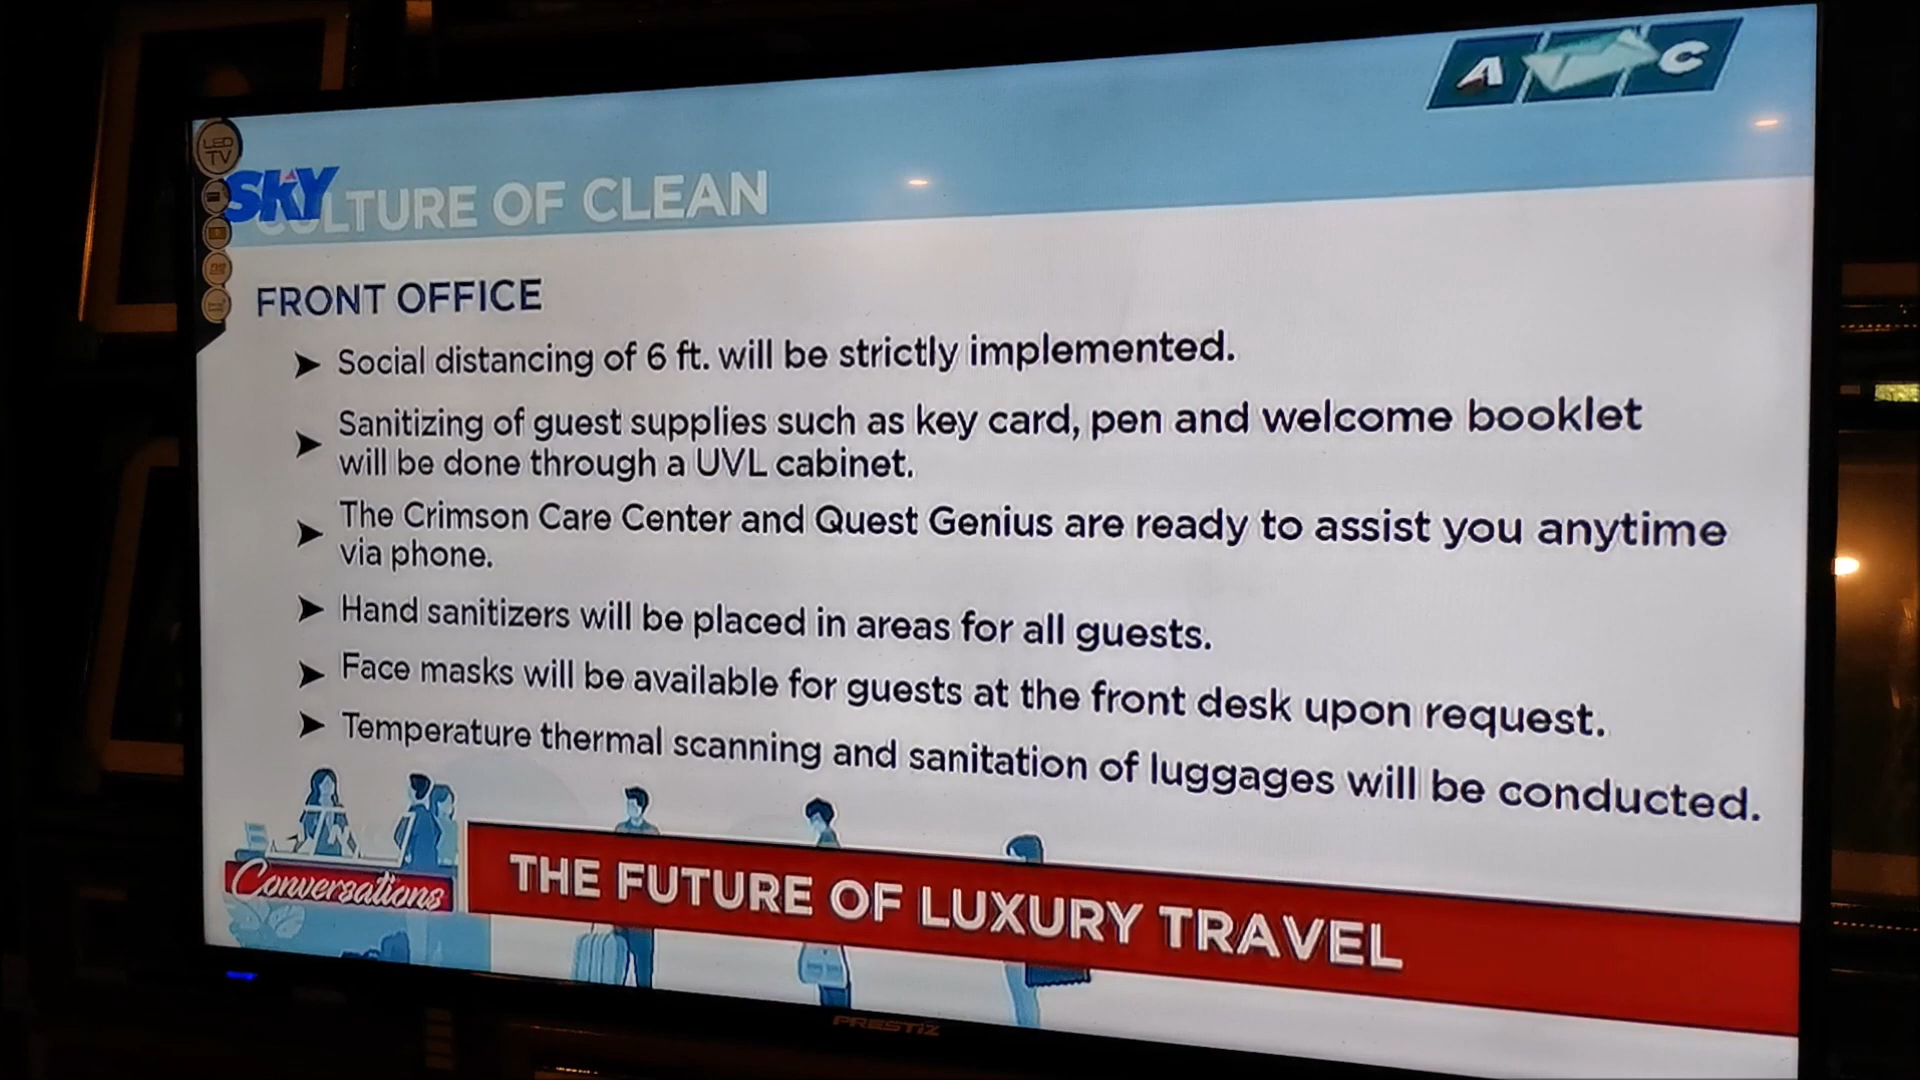 A C
LED
TV
SKY
CULTURE OF CLEAN
FRONT OFFICE
➤ Social distancing of 6 ft. will be strictly implemented.
➤ Sanitizing of guest supplies such as key card, pen and welcome booklet
will be done through a UVL cabinet.
➤ The Crimson Care Center and Quest Genius are ready to assist you anytime
via phone.
➤ Hand sanitizers will be placed in areas for all guests.
➤ Face masks will be available for guests at the front desk upon request.
➤ Temperature thermal scanning and sanitation of luggages will be conducted.
Conversations
THE FUTURE OF LUXURY TRAVEL
PRESTIZ